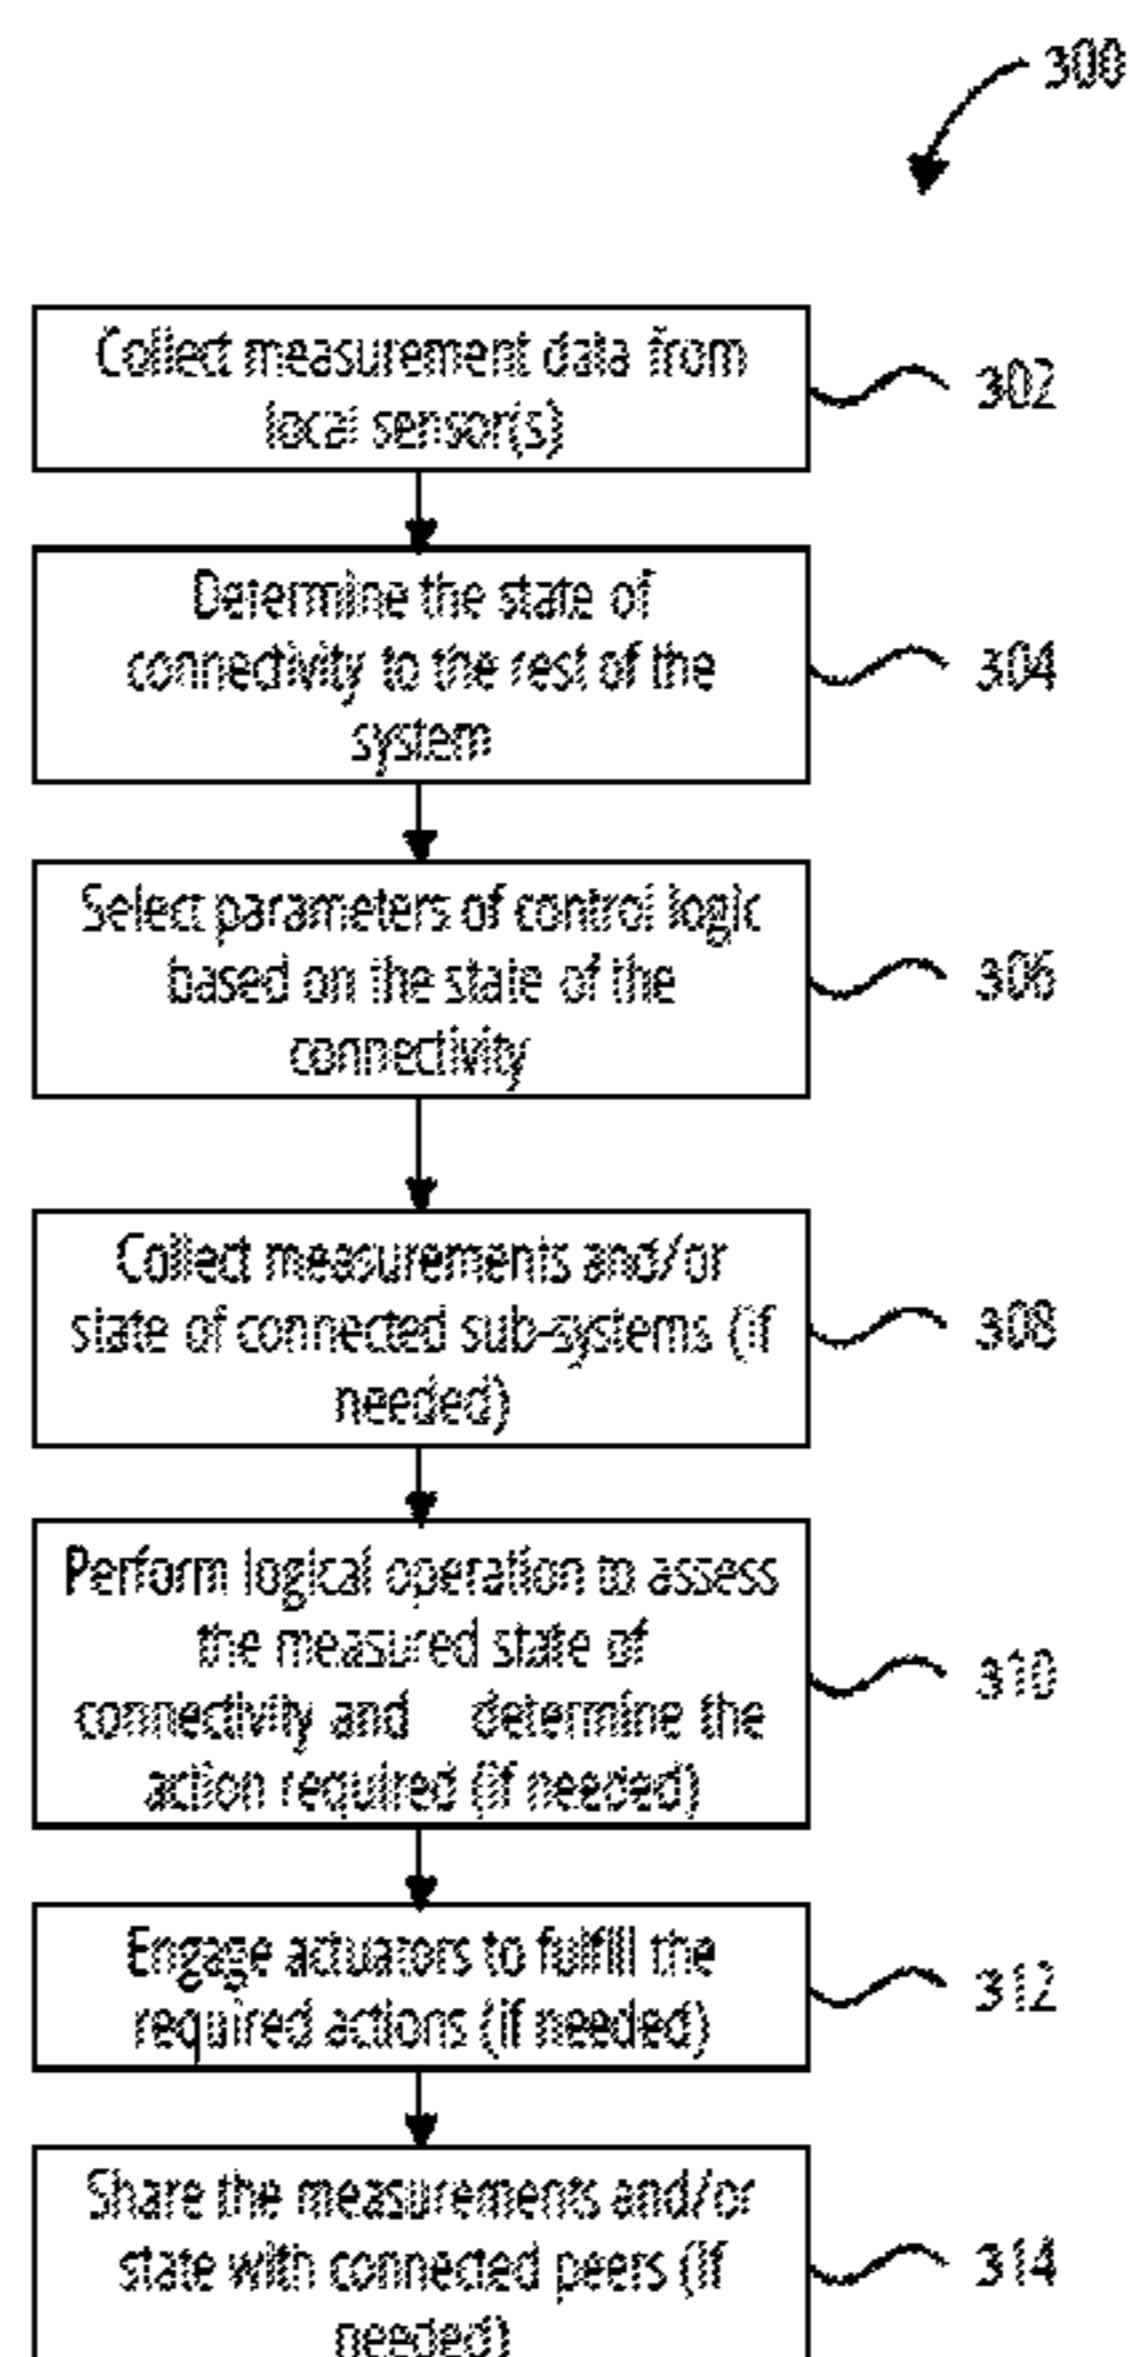 300
Collect measurement data from
local sensor(s)
302
Determine the state of
connectivity to the rest of the
system
304
Select parameters of control logic
based on the state of the
connectivity
306
Collect measurements and/or
state of connected sub-systems (if
needed)
308
Perform logical operation to assess
the measured state of
connectivity and determine the
action required (if needed)
310
Engage actuators to fulfill the
required actions (if needed)
312
Share the measurements and/or
state with connected peers (if
needed)
314